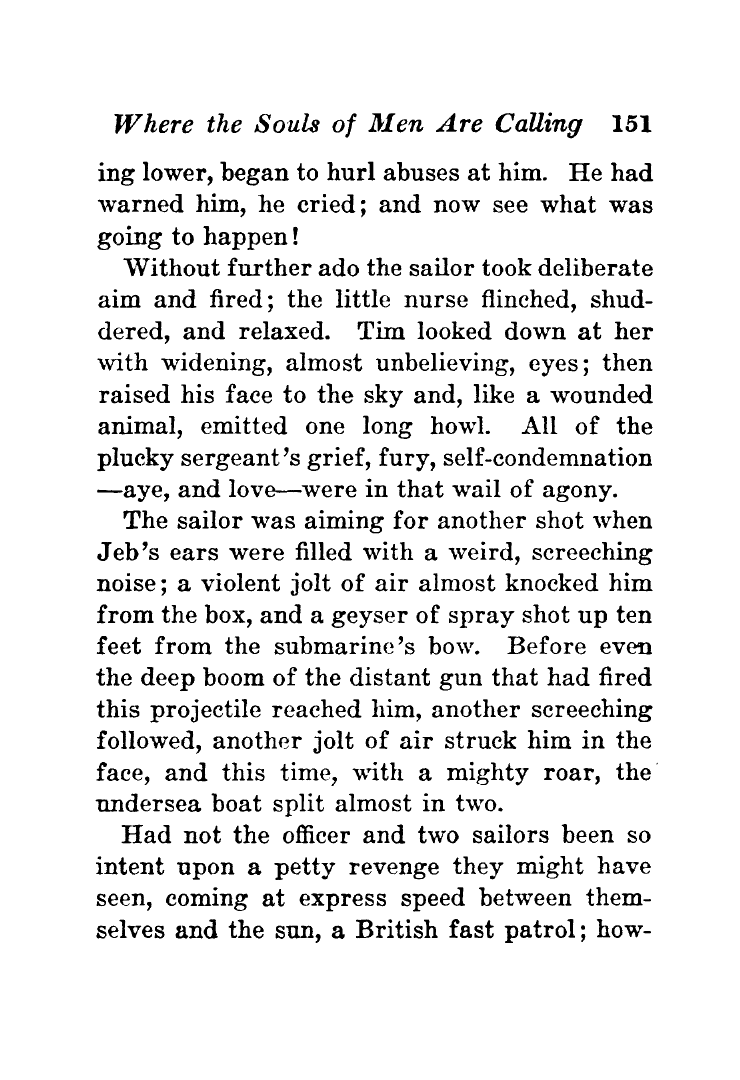 Where the Souls of Men Are Calling 151
ing lower, began to hurl abuses at him. He had
warned him, he cried; and now see what was
going to happen!
Without further ado the sailor took deliberate
aim and fired; the little nurse flinched, shud-
dered, and relaxed. Tim looked down at her
with widening, almost unbelieving, eyes; then
raised his face to the sky and, like a wounded
animal, emitted one long howl. All of the
plucky sergeant's grief, fury, self-condemnation
—aye, and love—were in that wail of agony.
The sailor was aiming for another shot when
Jeb's ears were filled with a weird, screeching
noise; a violent jolt of air almost knocked him
from the box, and a geyser of spray shot up ten
feet from the submarine's bow. Before even
the deep boom of the distant gun that had fired
this projectile reached him, another screeching
followed, another jolt of air struck him in the
face, and this time, with a mighty roar, the
undersea boat split almost in two.
Had not the officer and two sailors been so
intent upon a petty revenge they might have
seen, coming at express speed between them-
selves and the sun, a British fast patrol; how-